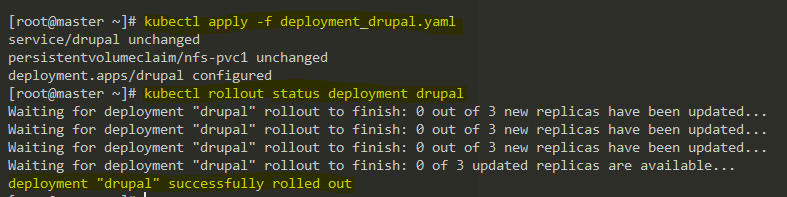 [root@master ~]# kubectl apply -f deployment_drupal.yaml
service/drupal unchanged
persistentvolumeclaim/nfs-pvc1 unchanged
deployment.apps/drupal configured
[root@master ~]# kubectl rollout status deployment drupal
Waiting for deployment "drupal" rollout to finish: 0 out of 3 new replicas have been updated...
Waiting for deployment "drupal" rollout to finish: 0 out of 3 new replicas have been updated...
Waiting for deployment "drupal" rollout to finish: 0 out of 3 new replicas have been updated...
Waiting for deployment "drupal" rollout to finish: 0 of 3 updated replicas are available...
deployment "drupal" successfully rolled out